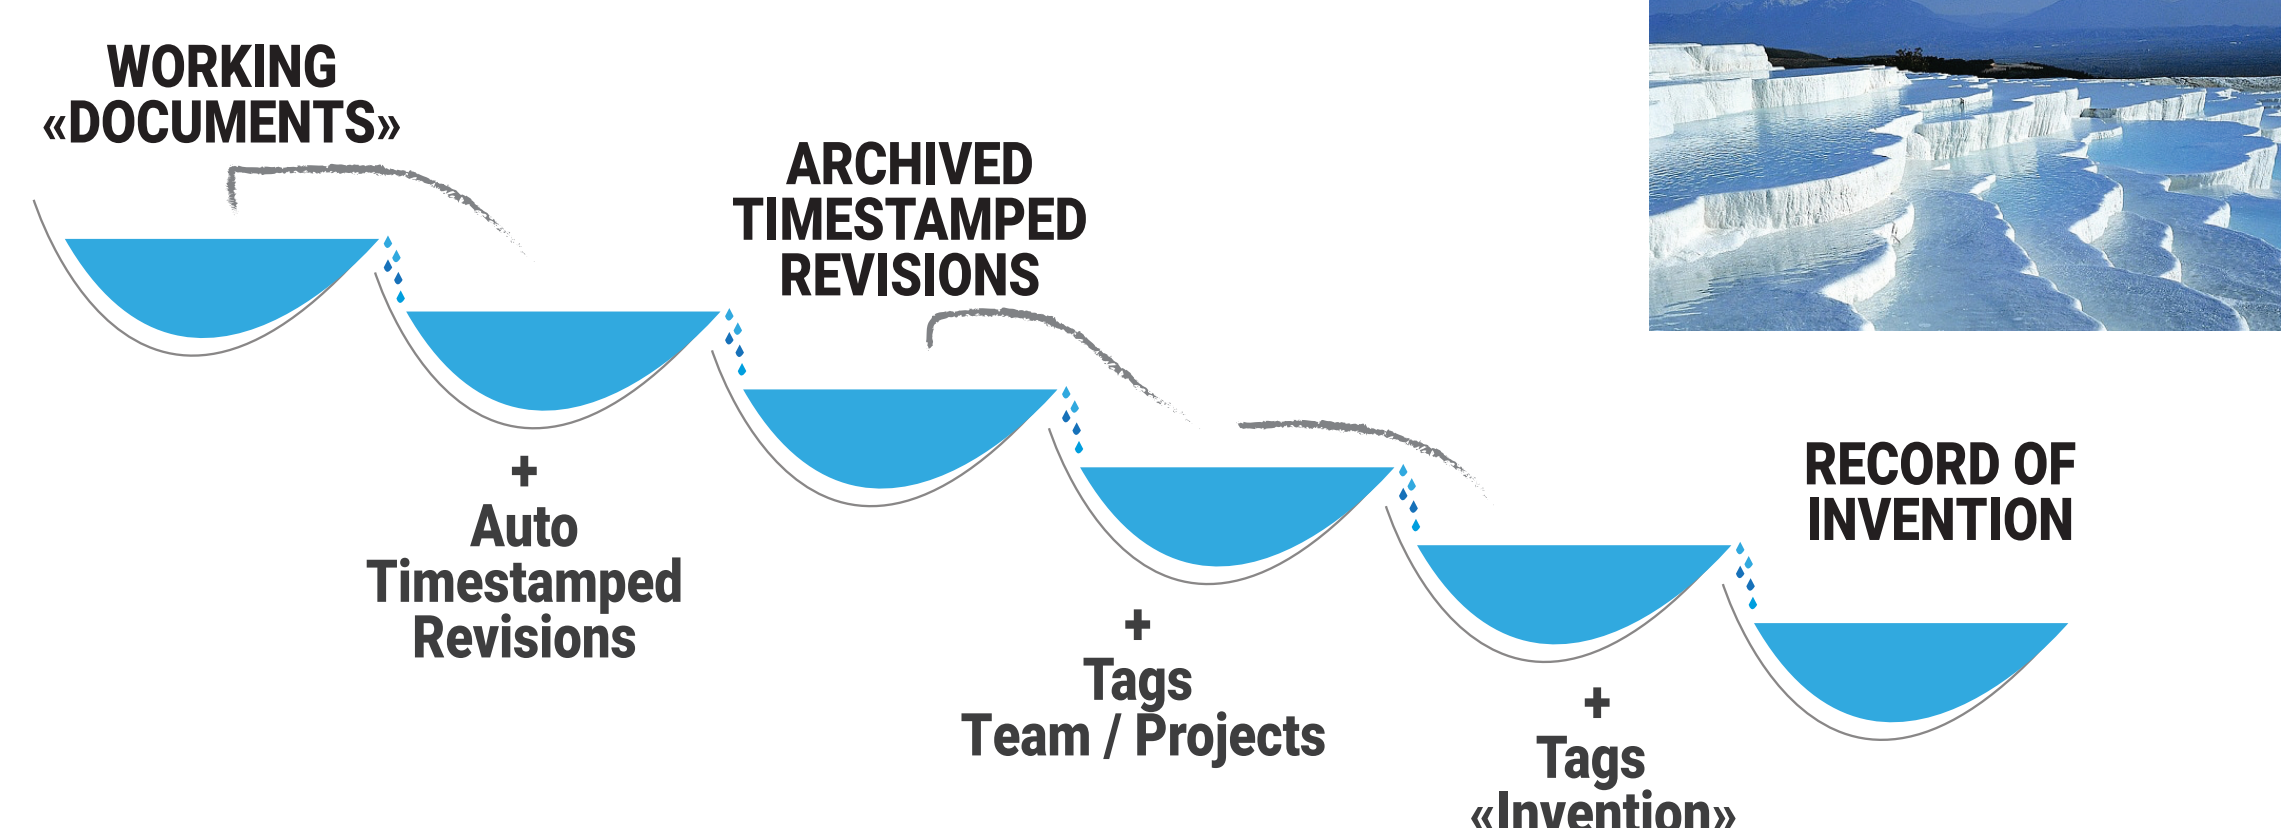 WORKING
«DOCUMENTS»
ARCHIVED
TIMESTAMPED
REVISIONS
+
Auto
Timestamped
Revisions
+
Tags
Team / Projects
+
Tags
«Invention»
RECORD OF
INVENTION